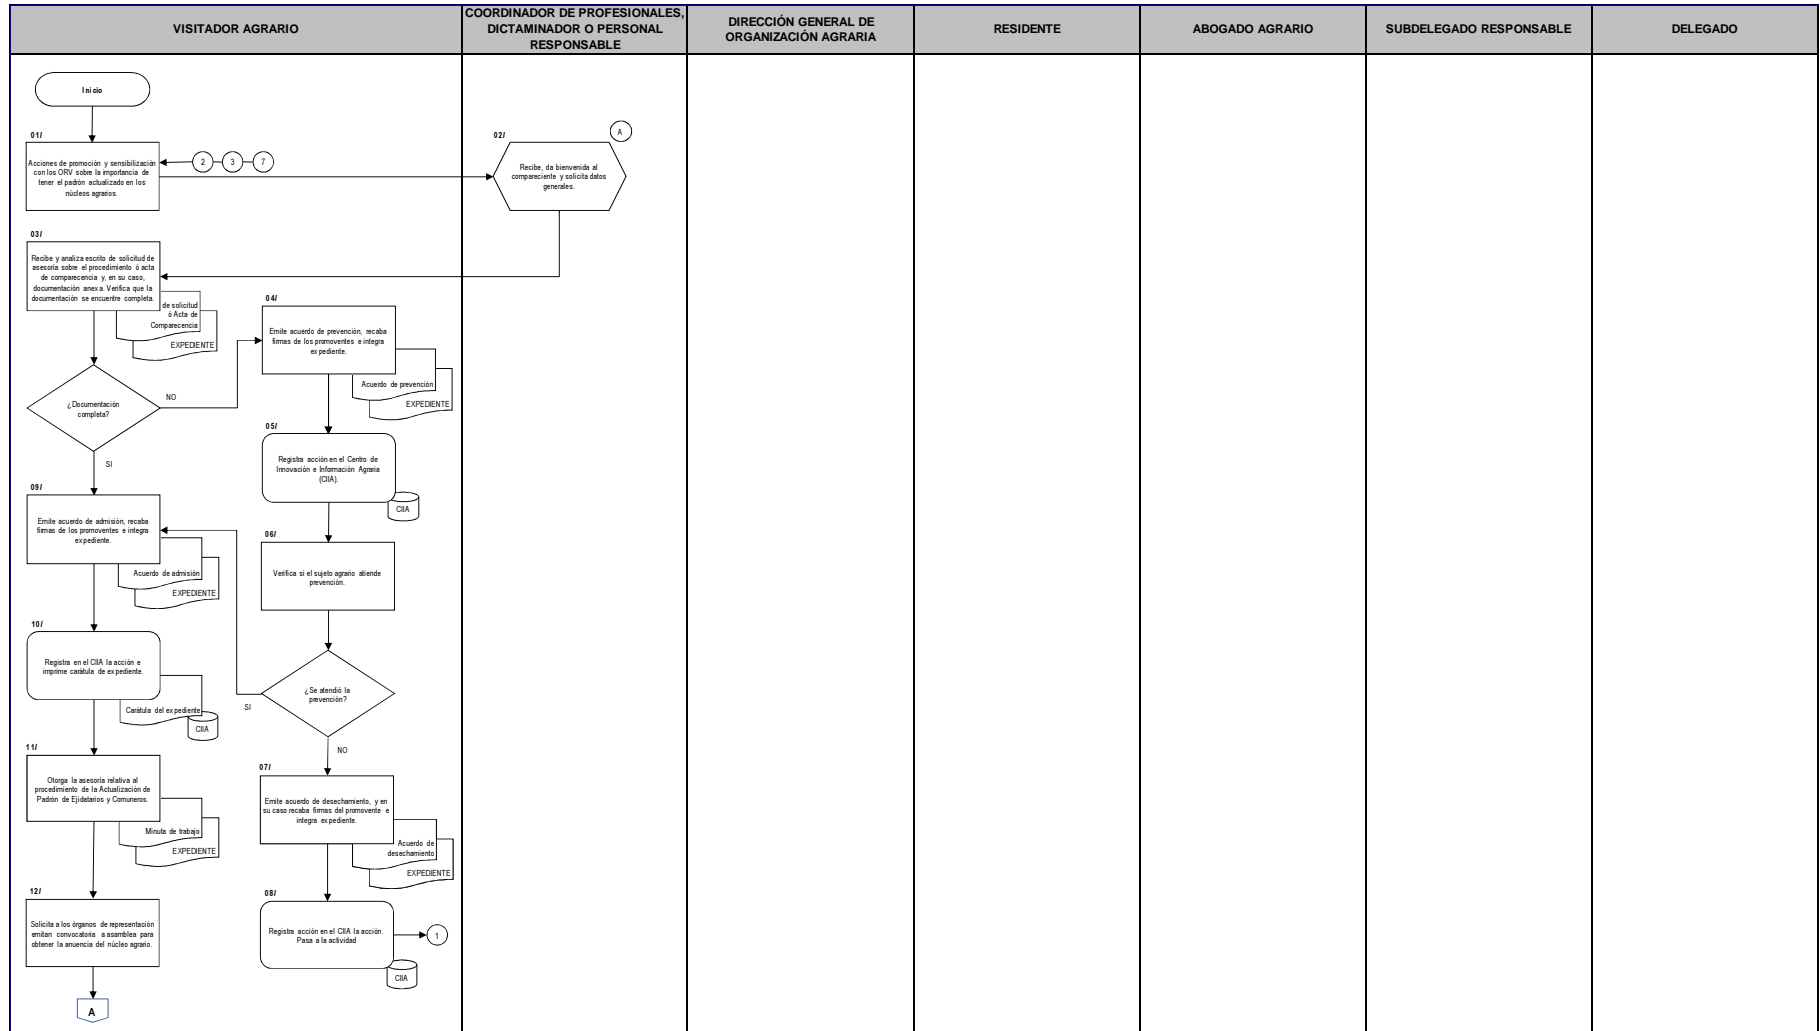 VISITADOR AGRARIO
COORDINADOR DE PROFESIONALES,
DICTAMINADOR O PERSONAL
RESPONSABLE
DIRECCIÓN GENERAL DE
ORGANIZACIÓN AGRARIA
RESIDENTE
ABOGADO AGRARIO
SUBDELEGADO RESPONSABLE
DELEGADO
Inicio
01/
Acciones de promoción y sensibilización
con los ORV sobre la importancia de
tener el padrón actualizado en los
núcleos agrarios.
2
3
7
02/
A
Recibe, da bienvenida al
compareciente y solicita datos
generales.
03/
Recibe y analiza escrito de solicitud de
asesoría sobre el procedimiento ó acta
de comparecencia y, en su caso,
documentación anexa. Verifica que la
documentación se encuentre completa.
de solicitud
ó Acta de
Comparecencia
EXPEDIENTE
¿Documentación
completa?
NO
SI
04/
Emite acuerdo de prevención, recaba
firmas de los promoventes e integra
expediente.
Acuerdo de prevención
EXPEDIENTE
05/
Registra acción en el Centro de
Innovación e Información Agraria
(CIIA).
CIIA
06/
Verifica si el sujeto agrario atiende
prevención.
¿Se atendió la
prevención?
SI
NO
07/
Emite acuerdo de desechamiento, y en
su caso recaba firmas del promovente e
integra expediente.
Acuerdo de
desechamiento
EXPEDIENTE
08/
Registra acción en el CIIA la acción.
Pasa a la actividad
1
CIIA
09/
Emite acuerdo de admisión, recaba
firmas de los promoventes e integra
expediente.
Acuerdo de admisión
EXPEDIENTE
10/
Registra en el CIIA la acción e
imprime carátula de expediente.
Carátula del expediente
CIIA
11/
Otorga la asesoría relativa al
procedimiento de la Actualización de
Padrón de Ejidatarios y Comuneros.
Minuta de trabajo
EXPEDIENTE
12/
Solicita a los órganos de representación
emitan convocatoria a asamblea para
obtener la anuencia del núcleo agrario.
A